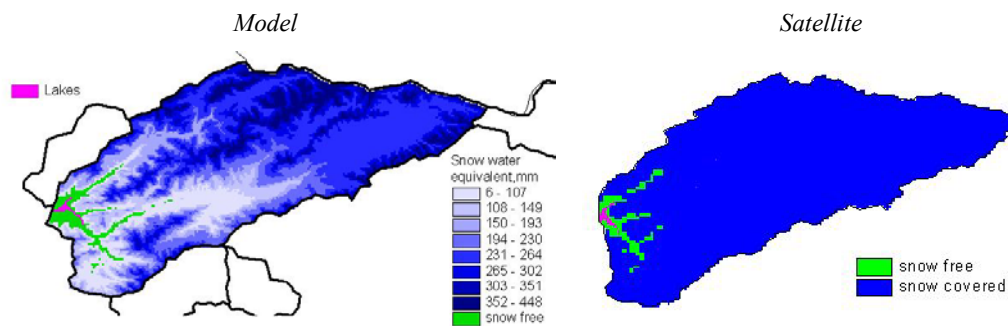 Model
Satellite
Lakes
Snow water
equivalent,mm
6 - 107
108 - 149
150 - 193
194 - 230
231 - 264
265 - 302
303 - 351
352 - 448
snow free
snow free
snow covered